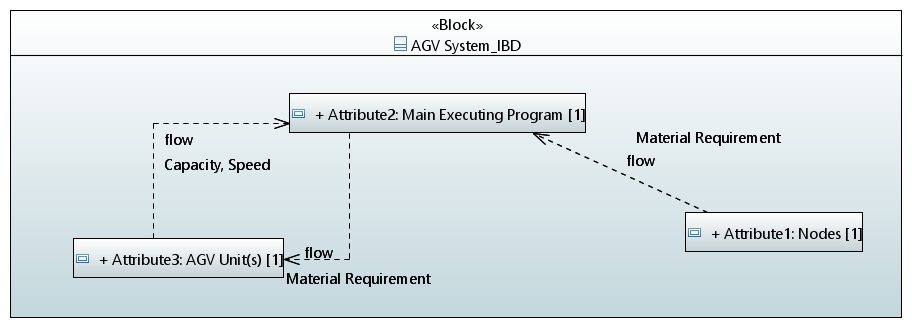 «Block»
AGV System_IBD
+ Attribute2: Main Executing Program [1]
flow
Capacity, Speed
Material Requirement
flow
+ Attribute1: Nodes [1]
+ Attribute3: AGV Unit(s) [1]
flow
Material Requirement